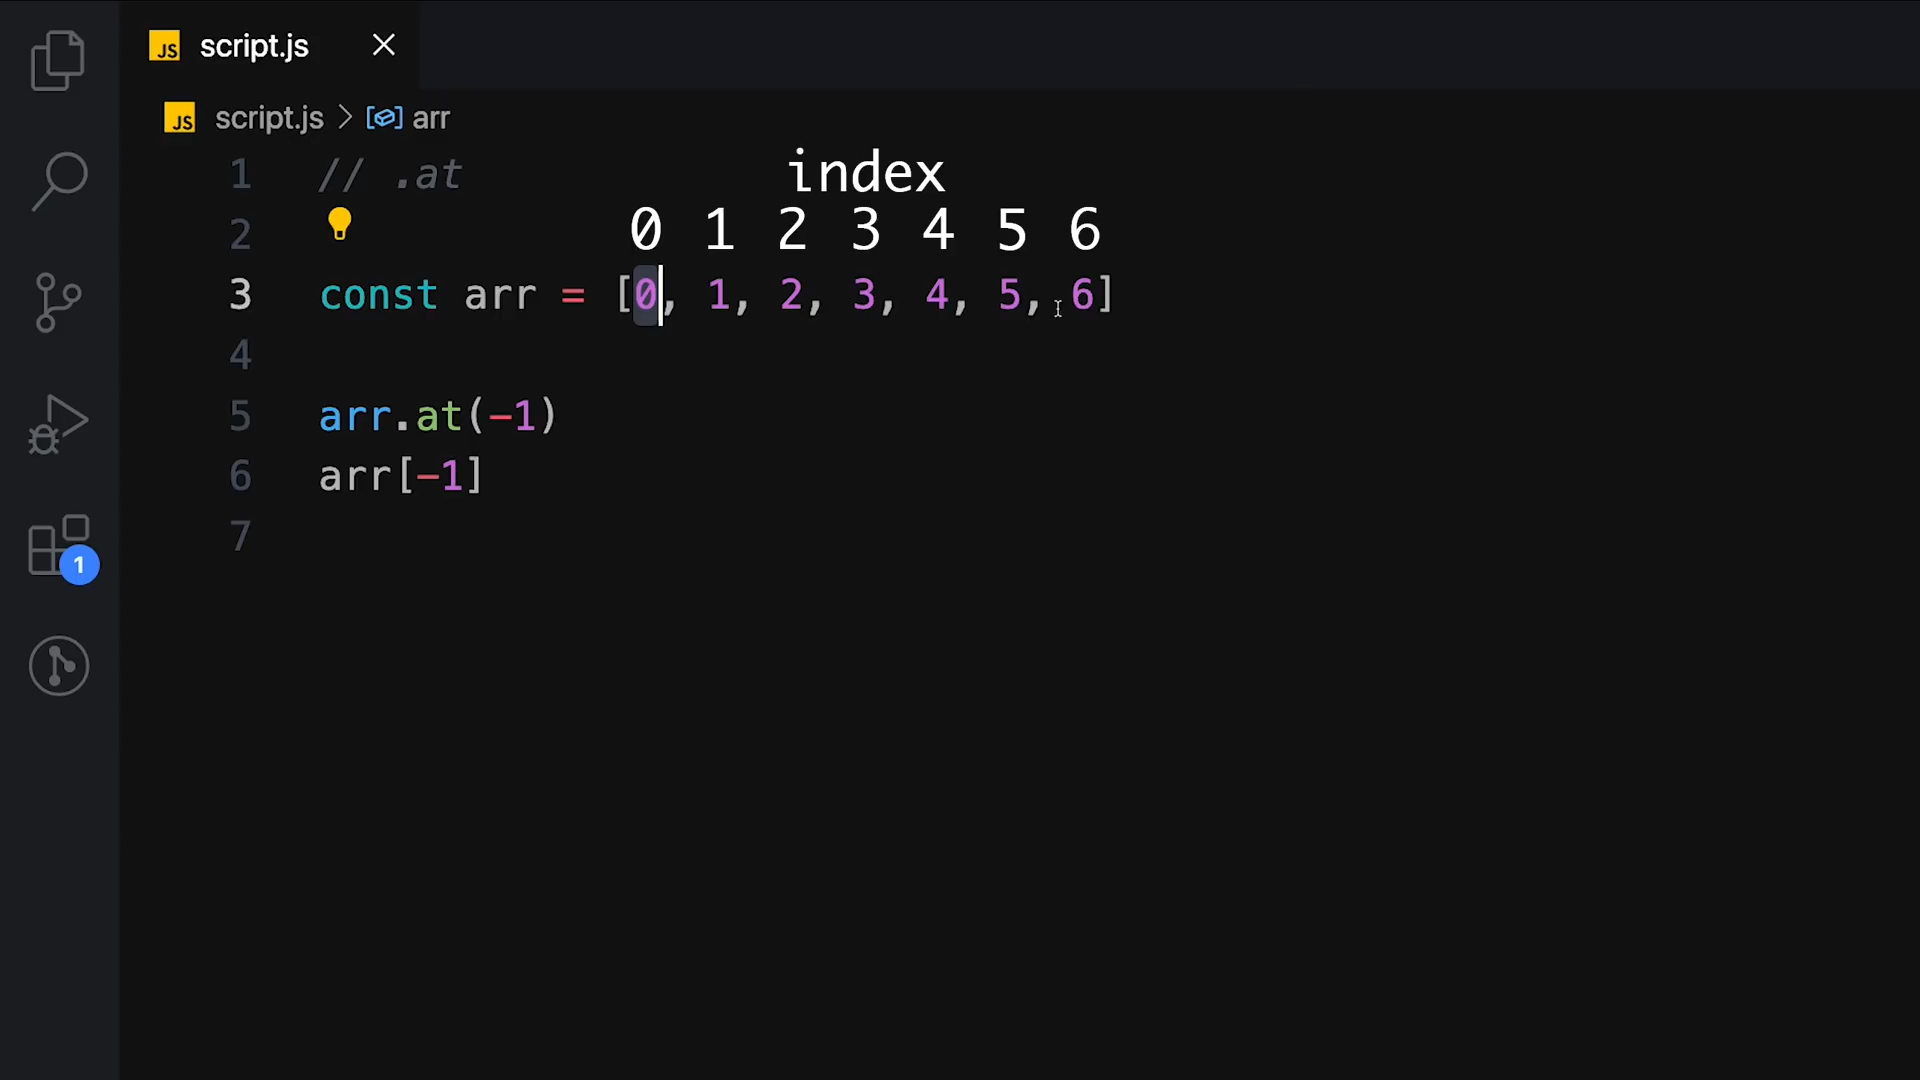 JS script.js
JS script.js > arr
1 // .at
index
2 0 1 2 3 4 5 6
3 const arr = [0, 1, 2, 3, 4, 5, 6]
4
5 arr.at(-1)
6 arr[-1]
7
1